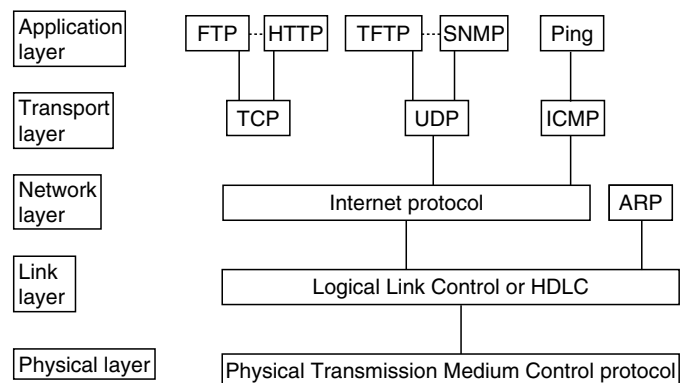 Application
layer
FTP HTTP TFTP SNMP Ping
Transport
layer
TCP UDP ICMP
Network
layer
Internet protocol ARP
Link
layer
Logical Link Control or HDLC
Physical layer
Physical Transmission Medium Control protocol